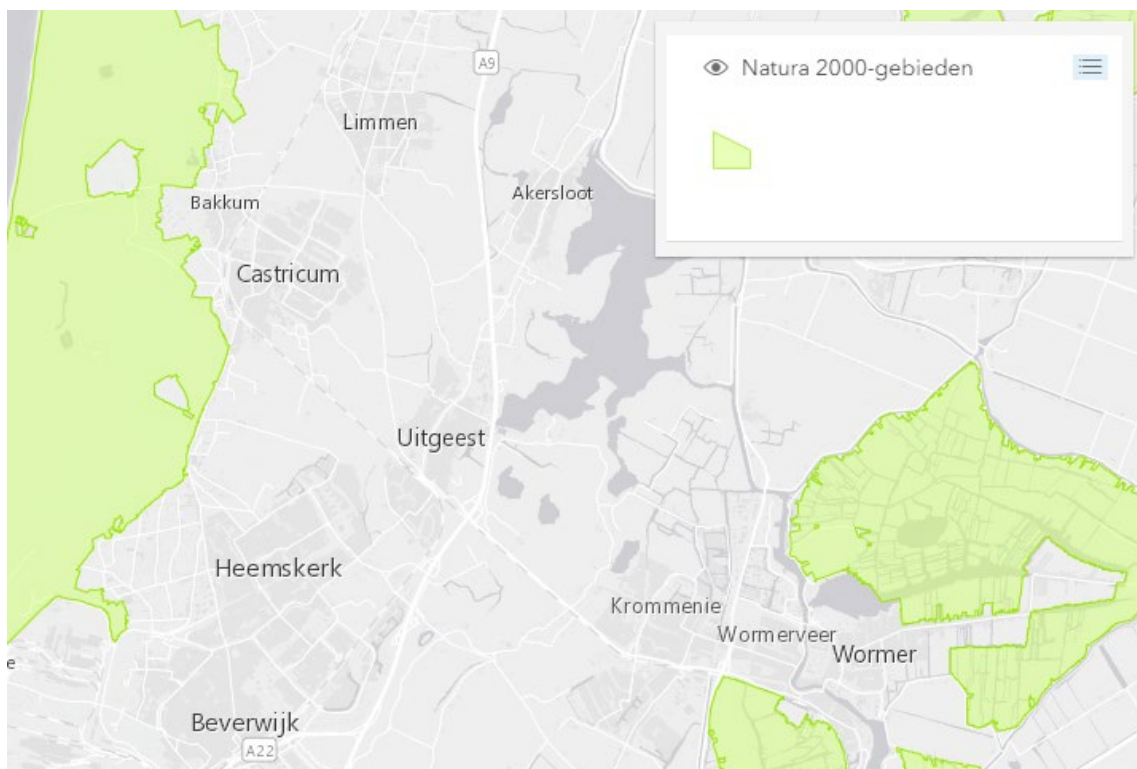 Natura 2000-gebieden
A9
Limmen
Akersloot
Bakkum
Castricum
Uitgeest
Heemskerk
Krommenie
Wormerveer
Wormer
e
Beverwijk
A22